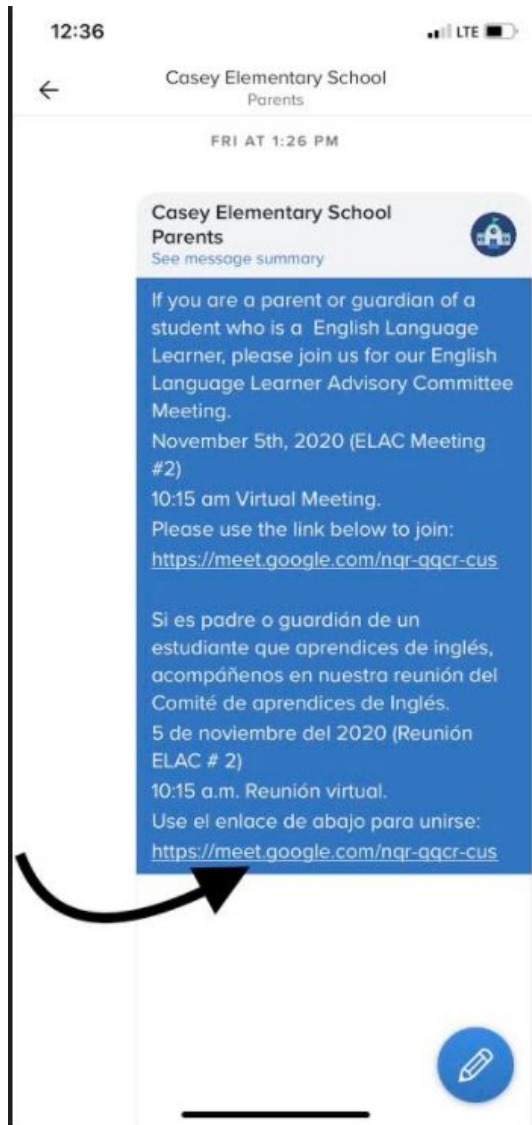 12:36
LTE
Casey Elementary School
Parents
FRI AT 1:26 PM
Casey Elementary School
Parents
See message summary
If you are a parent or guardian of a
student who is a English Language
Learner, please join us for our English
Language Learner Advisory Committee
Meeting.
November 5th, 2020 (ELAC Meeting
#2)
10:15 am Virtual Meeting.
Please use the link below to join:
https://meet.google.com/nqr-qqcr-cus
Si es padre o guardián de un
estudiante que aprendices de inglés,
acompáñenos en nuestra reunión del
Comité de aprendices de Inglés.
5 de noviembre del 2020 (Reunión
ELAC # 2)
10:15 a.m. Reunión virtual.
Use el enlace de abajo para unirse:
https://meet.google.com/nqr-qqcr-cus